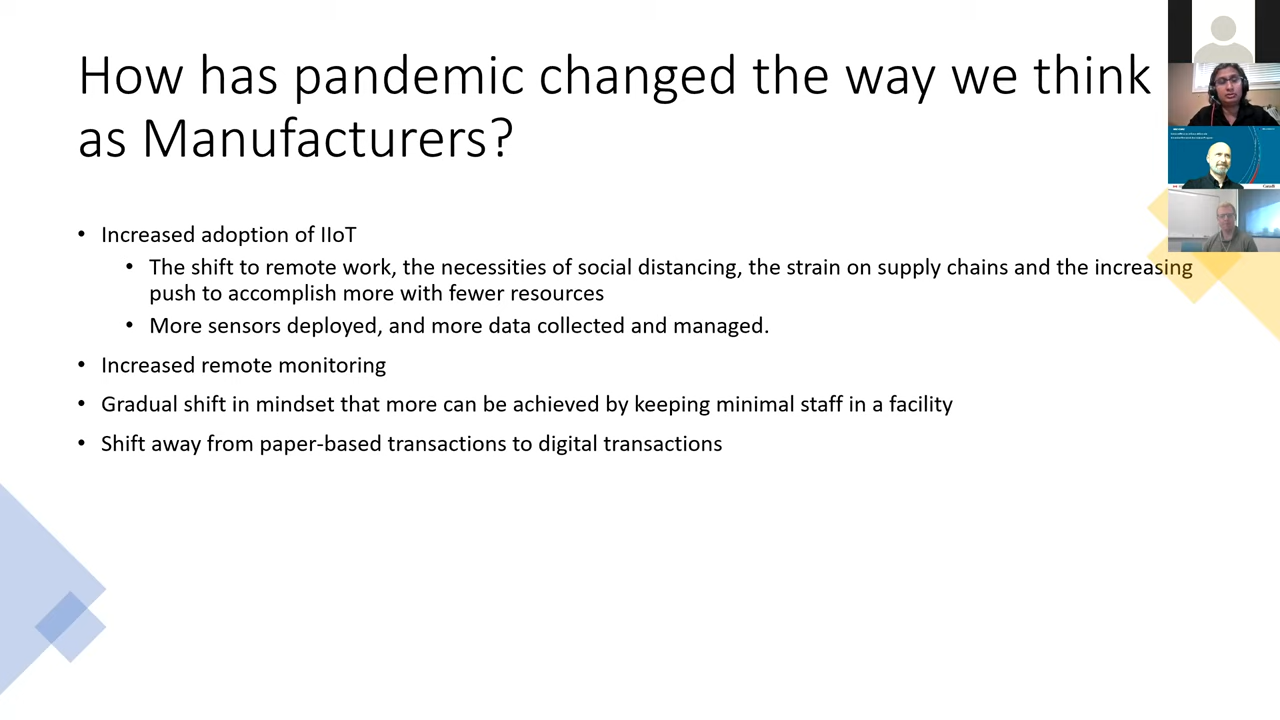 How has pandemic changed the way we think
as Manufacturers?
• Increased adoption of IIoT
• The shift to remote work, the necessities of social distancing, the strain on supply chains and the increasing
push to accomplish more with fewer resources
• More sensors deployed, and more data collected and managed.
• Increased remote monitoring
• Gradual shift in mindset that more can be achieved by keeping minimal staff in a facility
• Shift away from paper-based transactions to digital transactions